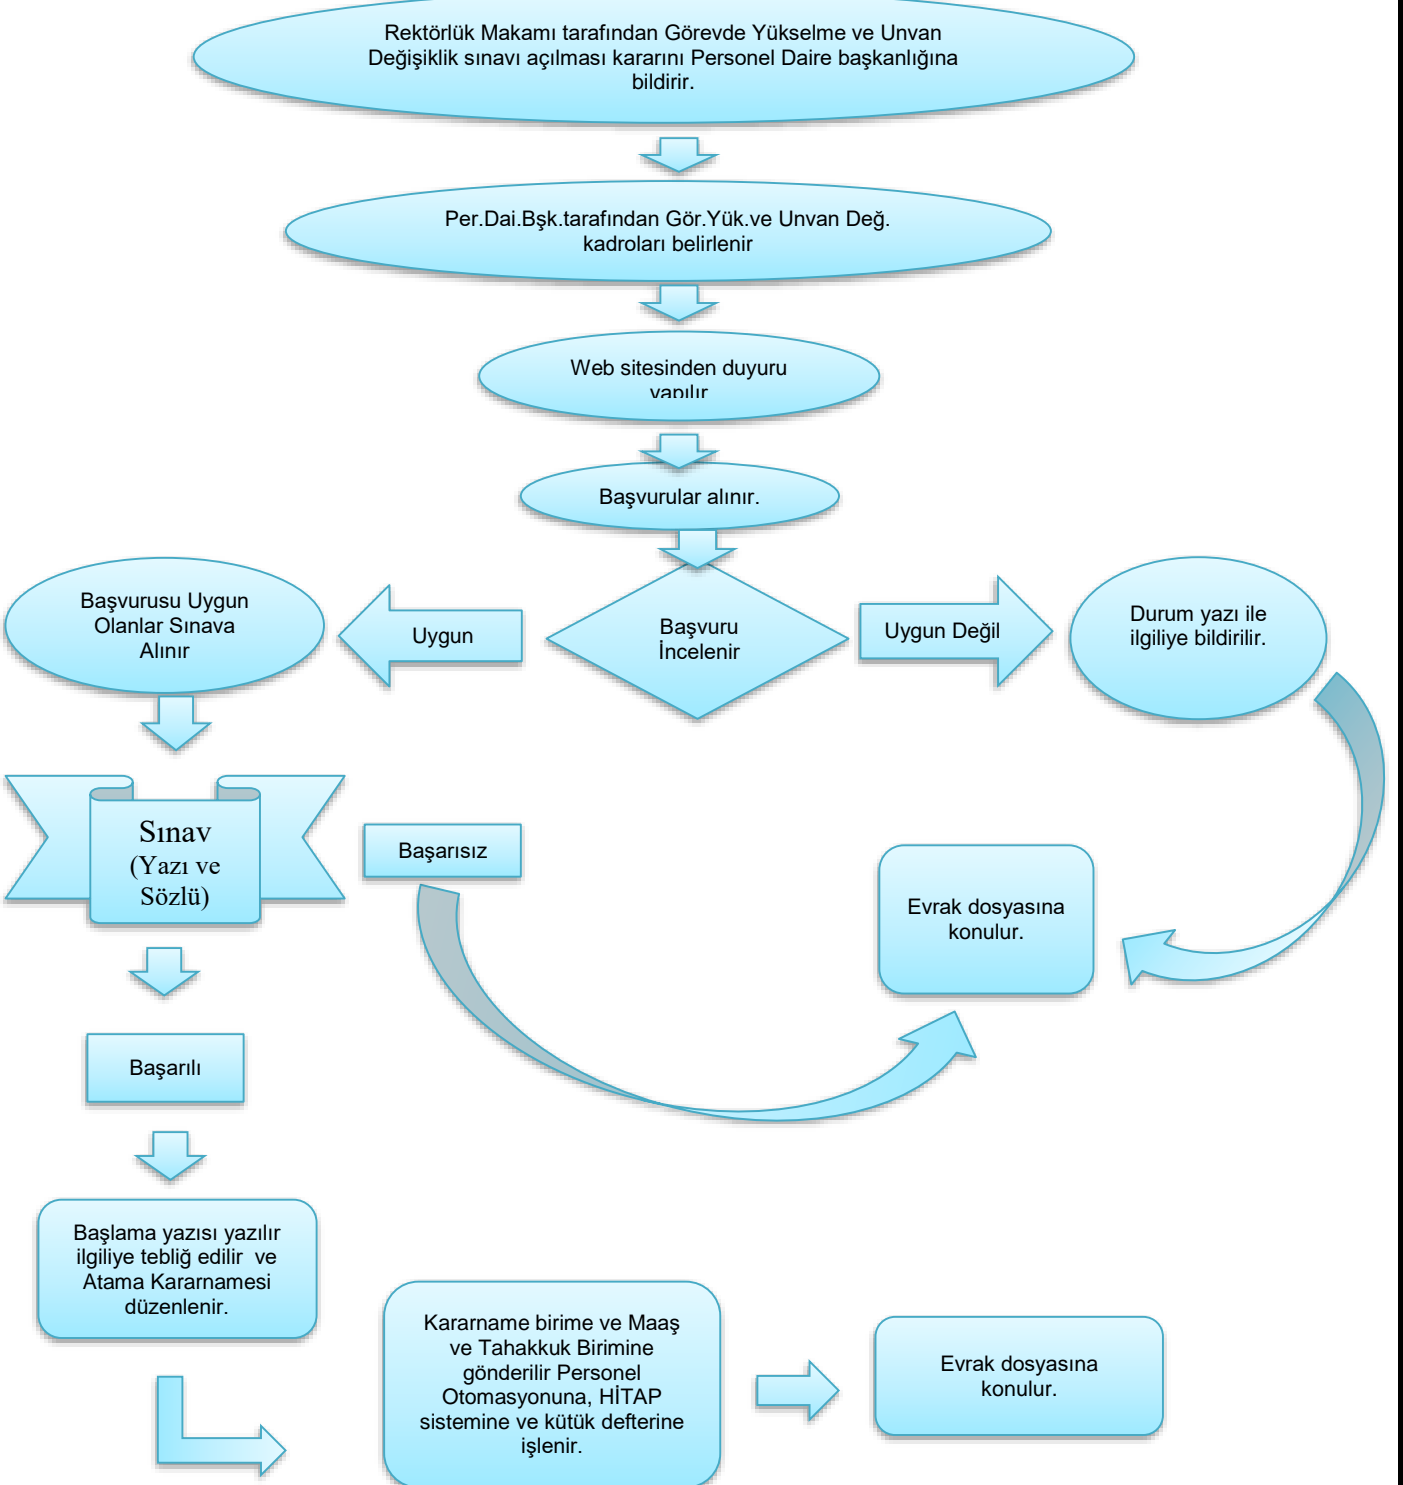 Rektörlük Makamı tarafından Görevde Yükselme ve Unvan
Değişiklik sınavı açılması kararını Personel Daire başkanlığına
bildirir.
Per.Dai.Bşk.tarafından Gör.Yük.ve Unvan Değ.
kadroları belirlenir
Web sitesinden duyuru
yapılır
Başvurular alınır.
Başvurusu Uygun
Olanlar Sınava
Alınır
Uygun
Başvuru
İncelenir
Uygun Değil
Durum yazı ile
ilgiliye bildirilir.
Sınav
(Yazı ve
Sözlü)
Başarısız
Evrak dosyasına
konulur.
Başarılı
Başlama yazısı yazılır
ilgiliye tebliğ edilir  ve
Atama Kararnamesi
düzenlenir.
Kararname birime ve Maaş
ve Tahakkuk Birimine
gönderilir Personel
Otomasyonuna, HİTAP
sistemine ve kütük defterine
işlenir.
Evrak dosyasına
konulur.